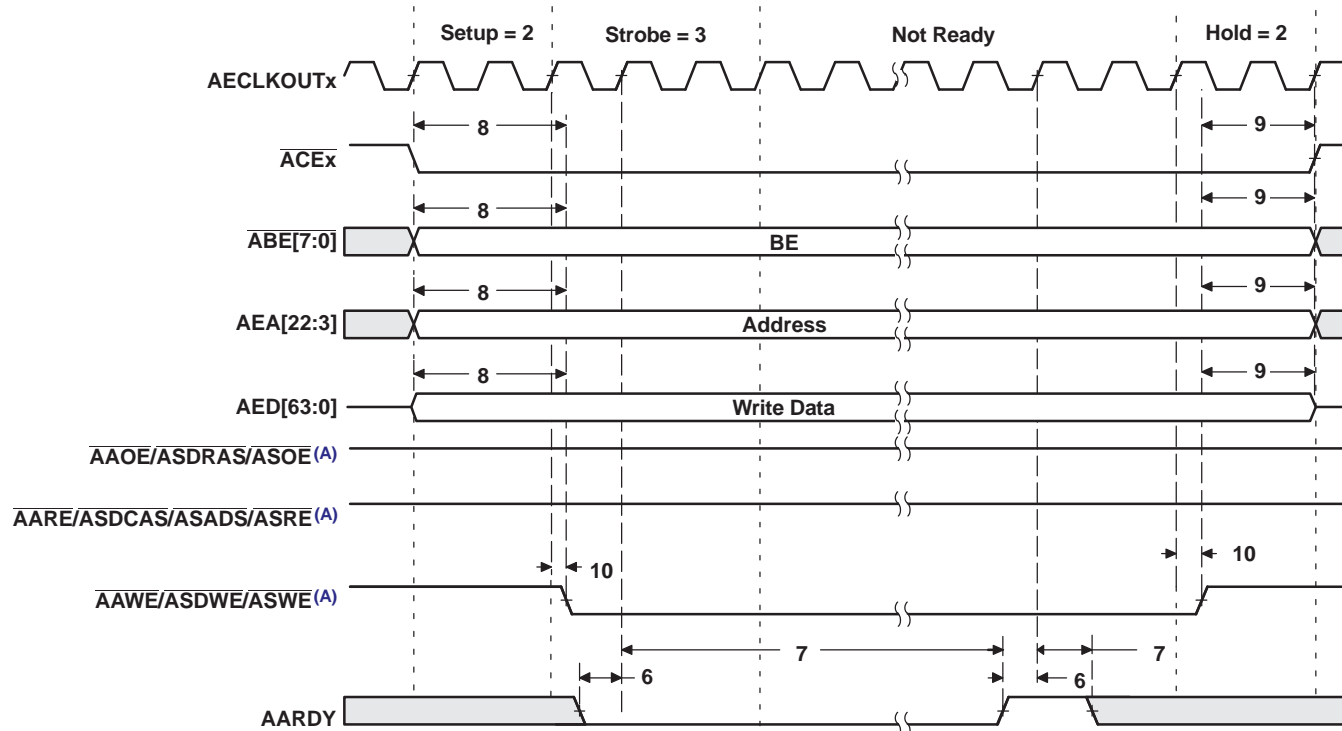 Setup = 2 Strobe = 3 Not Ready Hold = 2
AECLKOUTx
8 9
ACEx
8 9
ABE[7:0] BE
8 9
AEA[22:3] Address
8 9
AED[63:0] Write Data
AAOE/ASDRAS/ASOE(A)
AARE/ASDCAS/ASADS/ASRE(A)
10 10
AAWE/ASDWE/ASWE(A)
7 7
6 6
AARDY